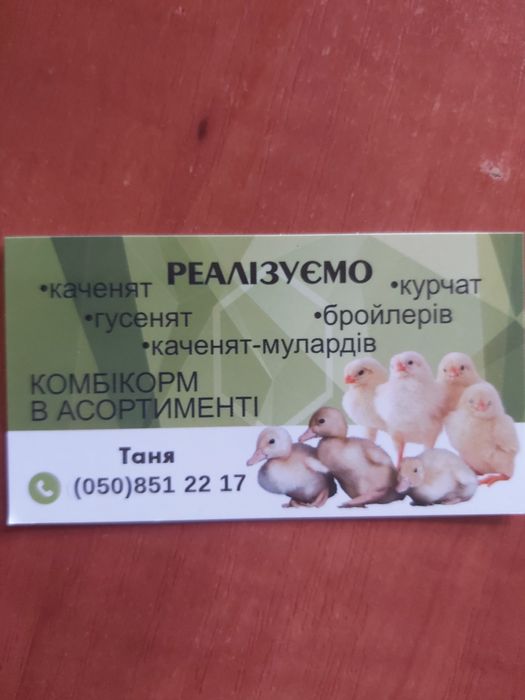 РЕАЛІЗУЄМО
•каченят
•курчат
•гусенят
•бройлерів
•каченят-мулардів
КОМБІКОРМ
В АСОРТИМЕНТІ
Таня
(050)851 22 17